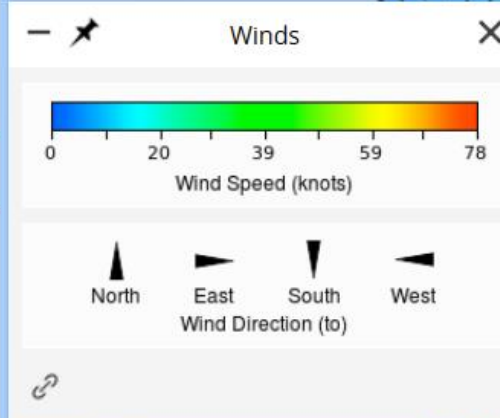 Winds
0 20 39 59 78
Wind Speed (knots)
North East South West
Wind Direction (to)